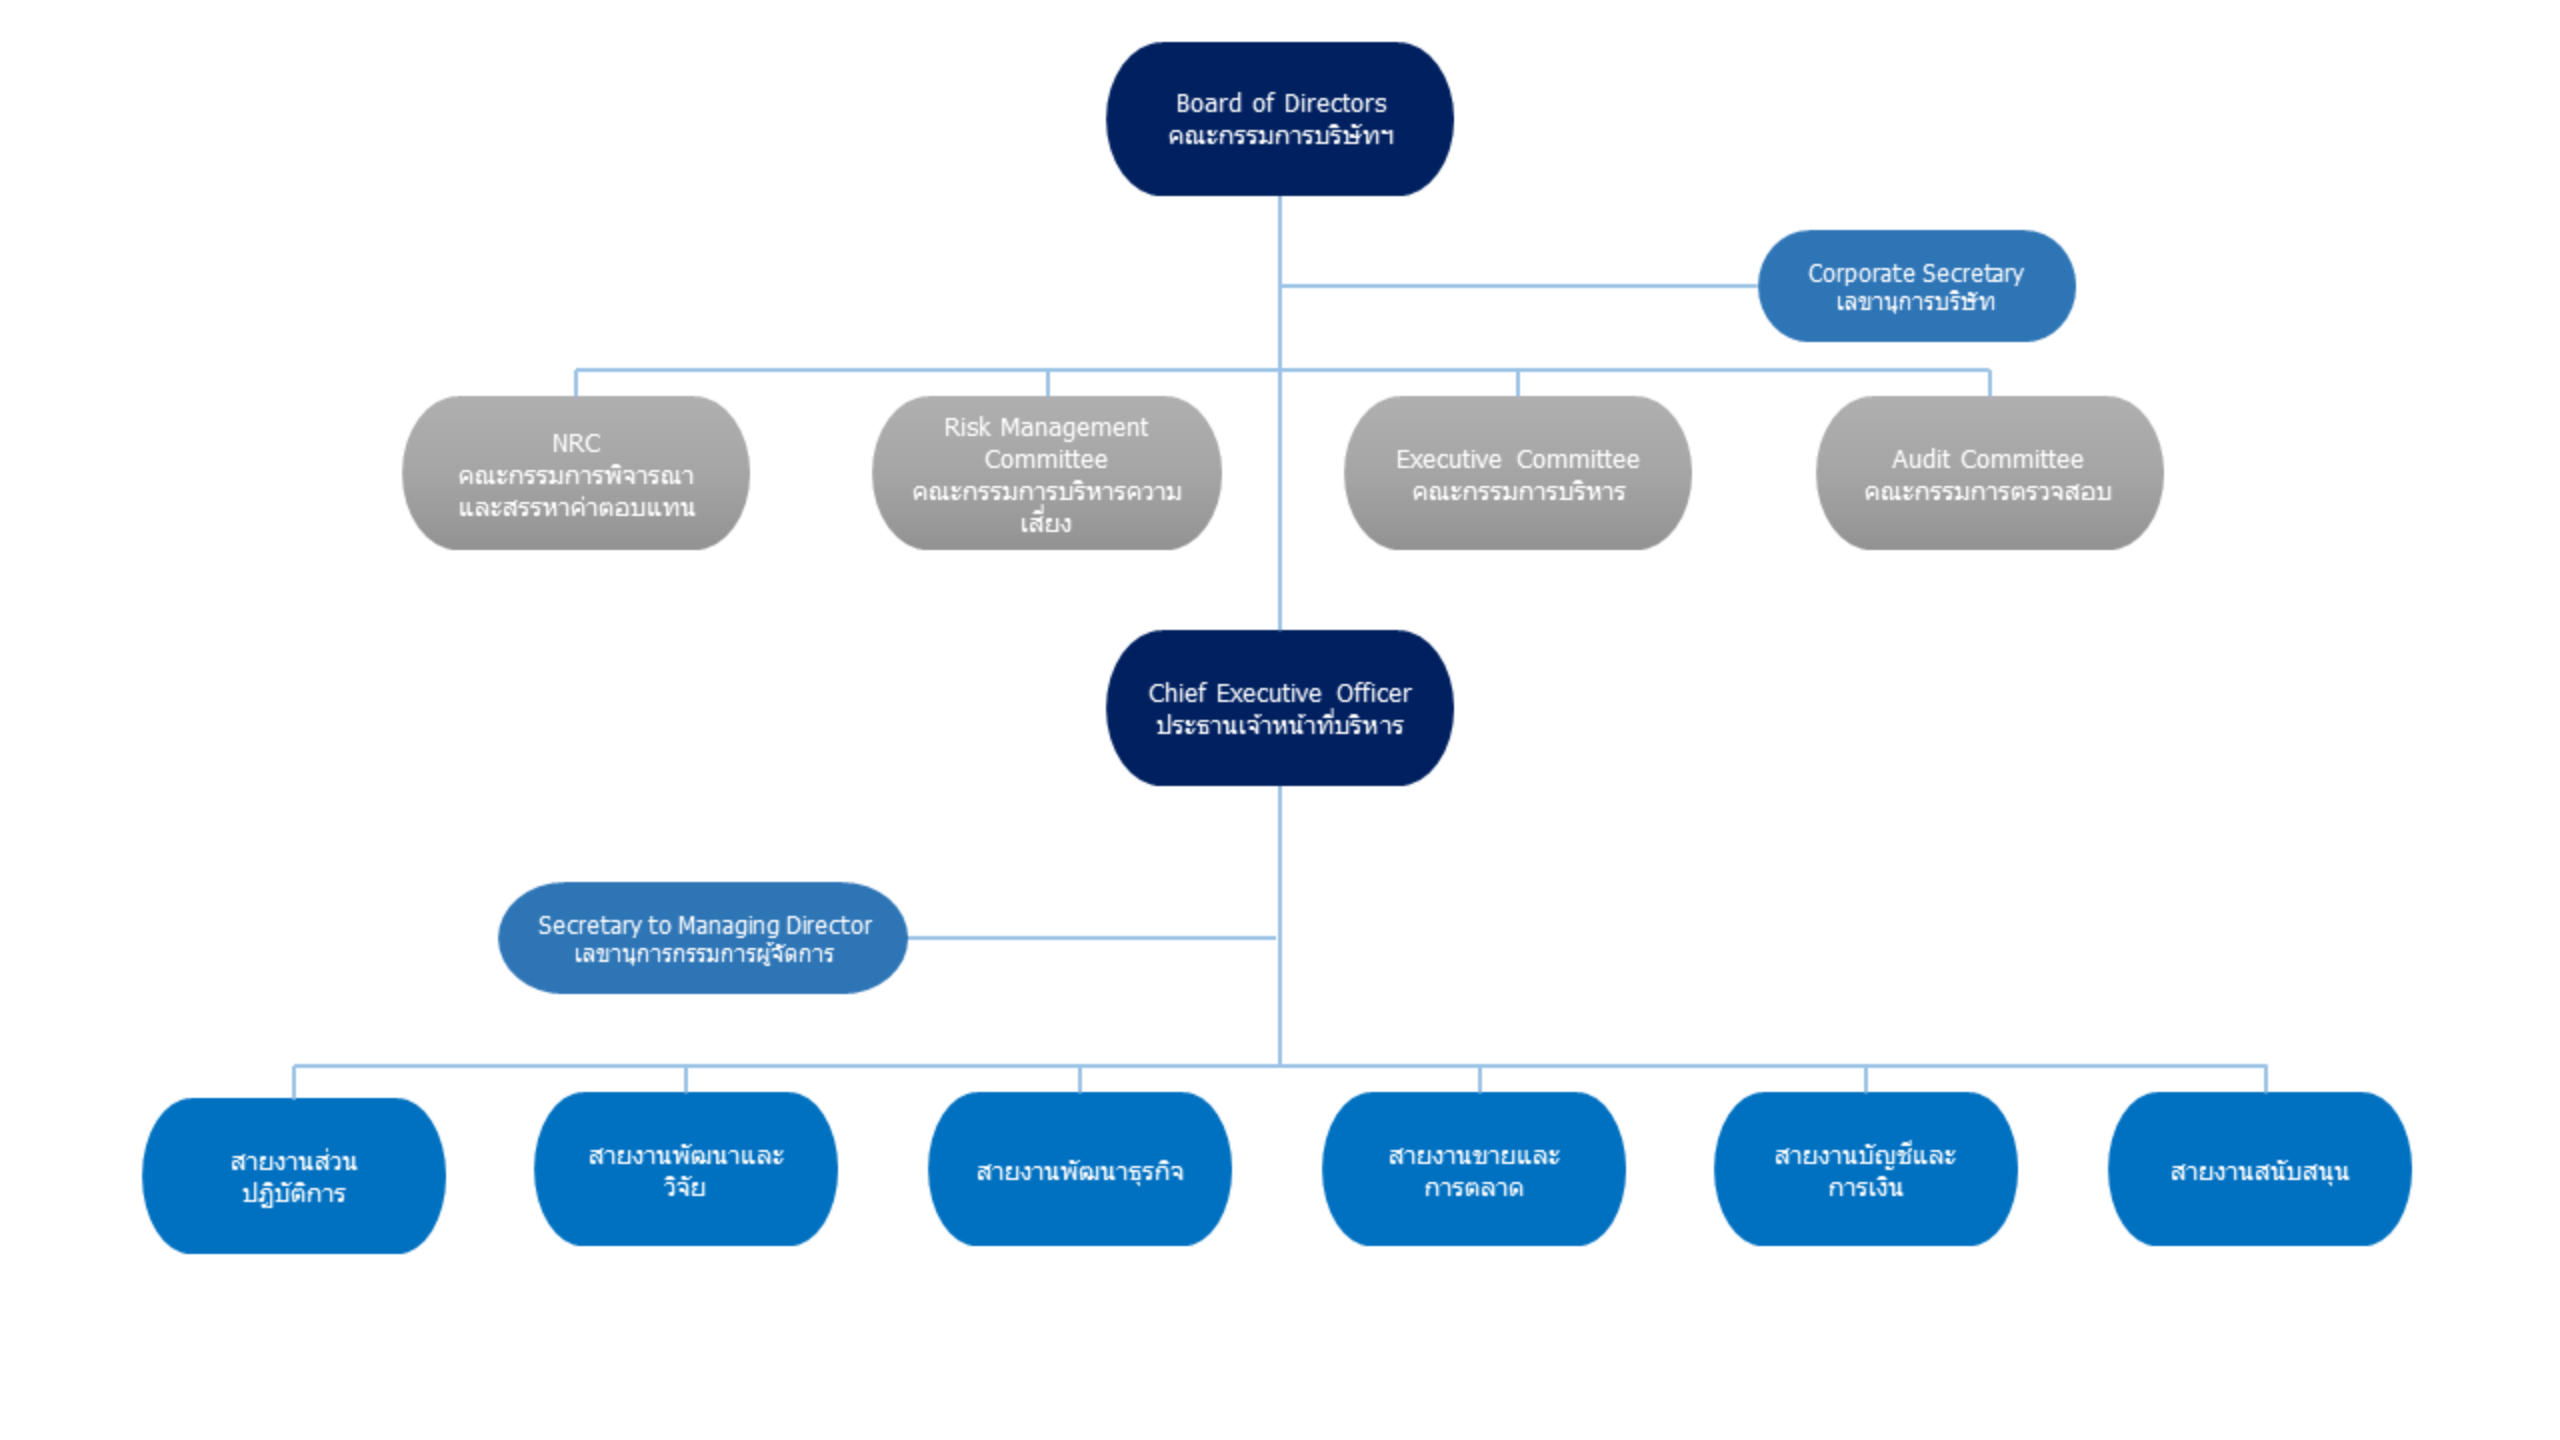 Board of Directors
คณะกรรมการบริษัทฯ
Corporate Secretary
เลขานุการบริษัท
NRC
คณะกรรมการพิจารณา
และสรรหาค่าตอบแทน
Risk Management
Committee
คณะกรรมการบริหารความ
เสี่ยง
Executive Committee
คณะกรรมการบริหาร
Audit Committee
คณะกรรมการตรวจสอบ
Chief Executive Officer
ประธานเจ้าหน้าที่บริหาร
Secretary to Managing Director
เลขานุการกรรมการผู้จัดการ
สายงานส่วน
ปฏิบัติการ
สายงานพัฒนาและ
วิจัย
สายงานพัฒนาธุรกิจ
สายงานขายและ
การตลาด
สายงานบัญชีและ
การเงิน
สายงานสนับสนุน